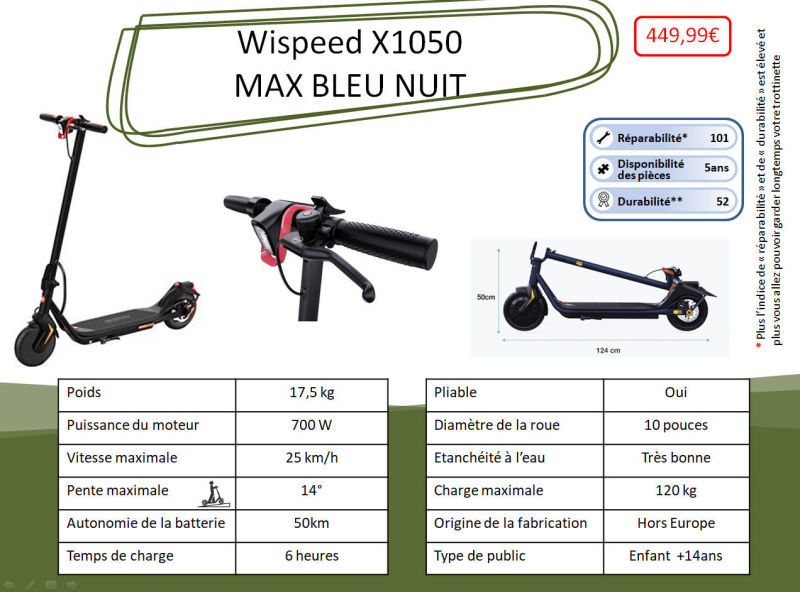 Wispeed X1050
MAX BLEU NUIT
449,99€
Réparabilité* 101
Disponibilité
des pièces 5ans
Durabilité** 52
* Plus l'indice de « réparabilité » et de « durabilité » est élevé et
plus vous allez pouvoir garder longtemps votre trottinette
50cm
124 cm
Poids 17,5 kg
Puissance du moteur 700 W
Vitesse maximale 25 km/h
Pente maximale 14°
Autonomie de la batterie 50km
Temps de charge 6 heures
Pliable Oui
Diamètre de la roue 10 pouces
Etanchéité à l'eau Très bonne
Charge maximale 120 kg
Origine de la fabrication Hors Europe
Type de public Enfant +14ans